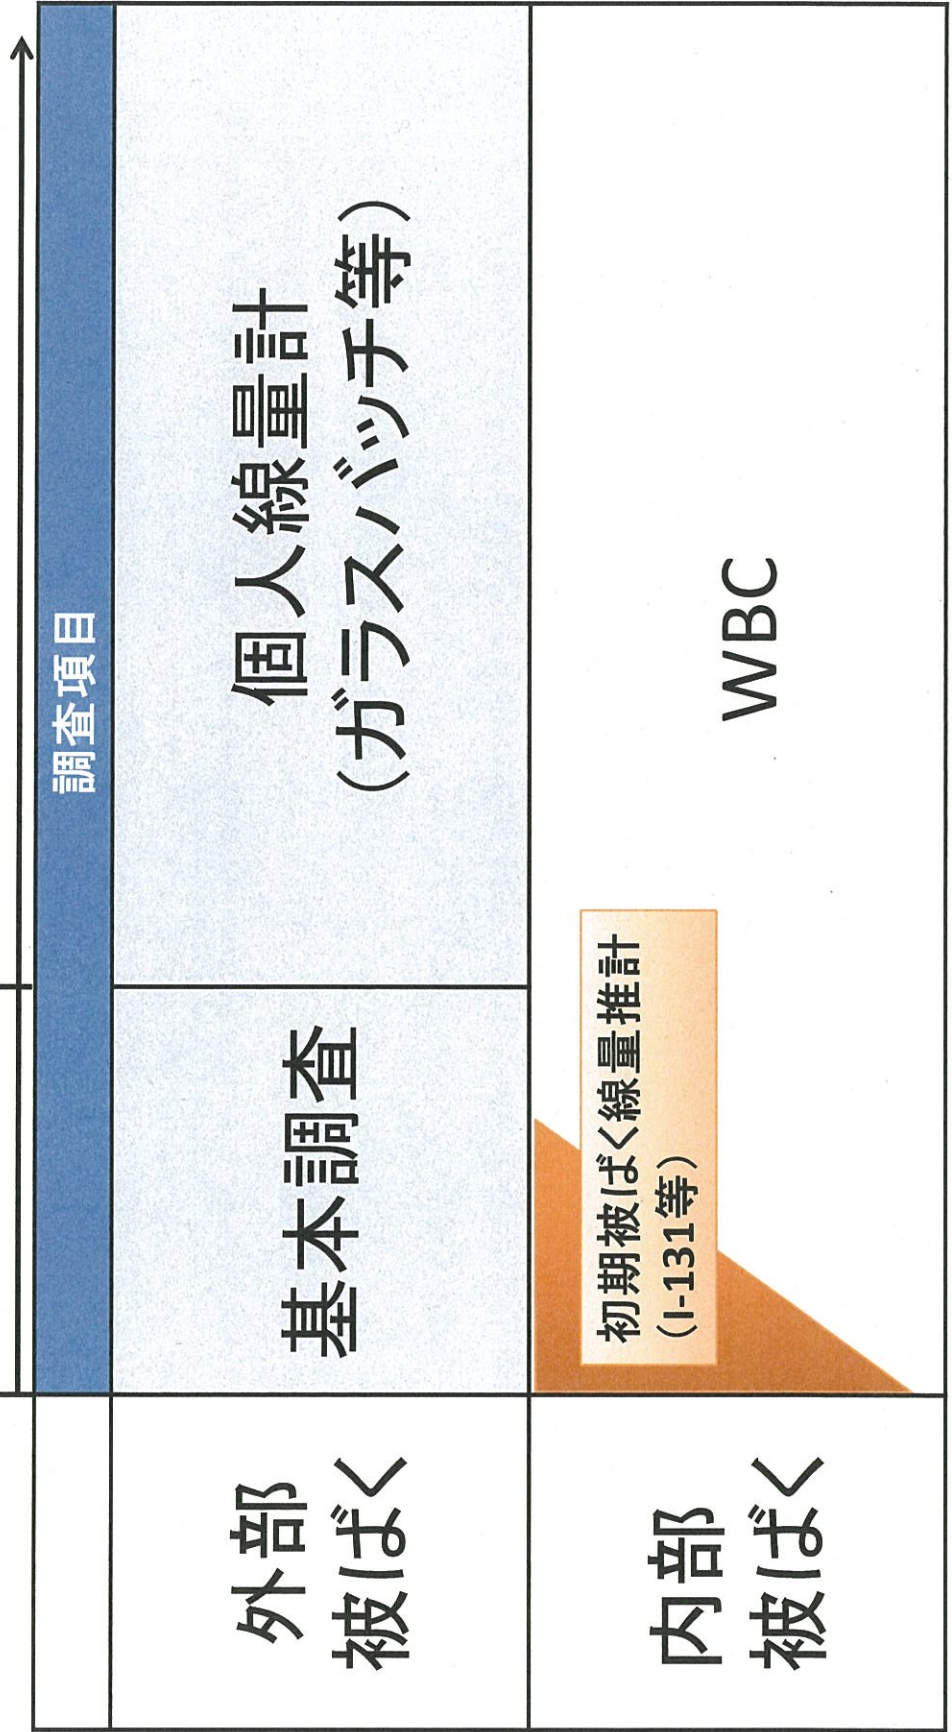 調査項目
外部
被ばく
基本調査
個人線量計
(ガラスバッチ等)
内部
被ばく
初期被ばく線量推計
(I-131等)
WBC